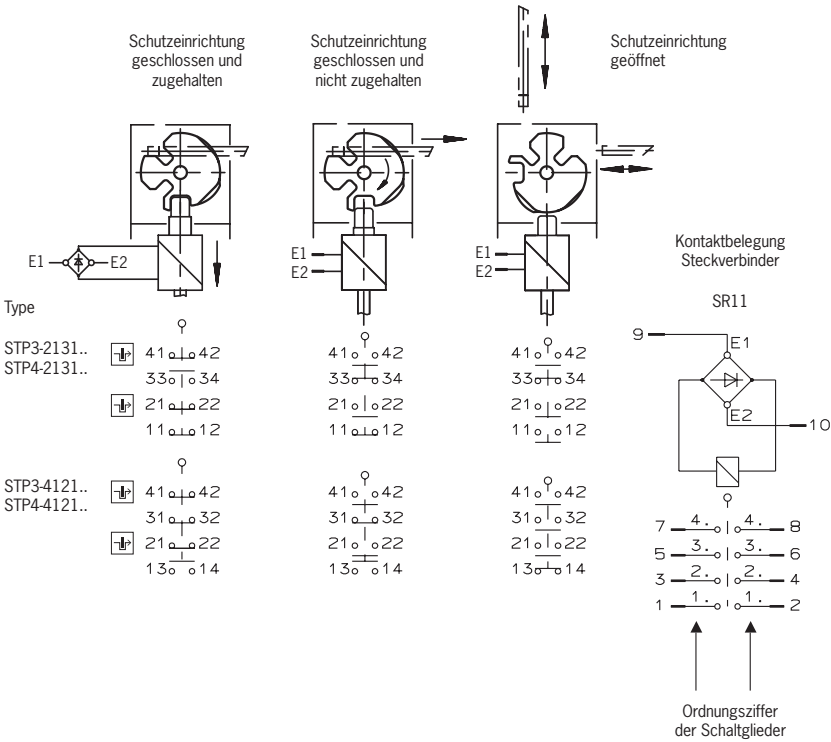 Schutzeinrichtung
geschlossen und
zugehalten
Schutzeinrichtung
geschlossen und
nicht zugehalten
Schutzeinrichtung
geöffnet
E1 E2
E1
E2
E1
E2
Kontaktbelegung
Steckverbinder
SR11
Type
STP3-2131..
STP4-2131..
41 42
33 34
21 22
11 12
41 42
33 34
21 22
11 12
41 42
33 34
21 22
11 12
STP3-4121..
STP4-4121..
41 42
31 32
21 22
13 14
41 42
31 32
21 22
13 14
41 42
31 32
21 22
13 14
9
E1
E2
10
7 4. 4. 8
5 3. 3. 6
3 2. 2. 4
1 1. 1. 2
Ordnungsziffer
der Schaltglieder